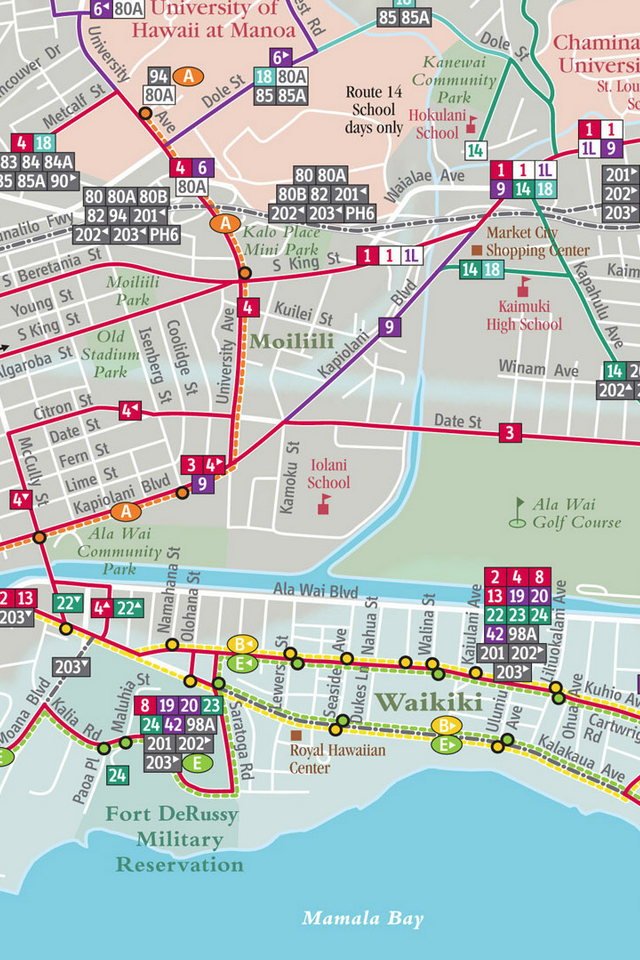 University of
Hawaii at Manoa
6◂ 80A
18
85 85A
Dole St
Chamina
Universi
St. Lou
Sc
ncouver Dr
University
Ave
Metcalf St
94 A
80A
6▸
18 80A
85 85A
Dole St
Kanewai
Community
Park
Route 14
School
days only
Hokulani
School
14
1 1
1L 9
4 18
83 84 84A
85 85A 90▸
4 6
80A
80 80A
80B 82 201◂
202◂ 203◂ PH6
Waialae Ave
1 1 1L
9 14 18
201▸
202
203
80 80A 80B
82 94 201◂
202◂ 203◂ PH6
unalilo Fwy
A
Kalo Place
Mini Park
Market City
Shopping Center
S Beretania St
S King St
1 1 1L
14 18
Kaim
Moiliili
Park
Kaimuki
High School
Kapahulu Ave
Young St
S King St
4
Kuilei St
Blvd
9
Old
Stadium
Park
Algaroba St
Isenberg St
Coolidge St
University Ave
Moiliili
Kapiolani
Winam Ave
14 20
202▴
Citron St
4◂
Date St
Date St
3
McCully St
Fern St
Lime St
3 4▸
9
Kamoku St
Iolani
School
4▾
Kapiolani Blvd
A
Ala Wai
Golf Course
Ala Wai
Community
Park
Ala Wai Blvd
2 13
203▾
22▾
4▴ 22▴
Namahana St
Olohana St
Nahua St
Walina St
Kaiulani Ave
2 4 8
13 19 20
22 23 24
42 98A
201 202▸
203▸
Liliuokalani Ave
B◂
E◂
Lewers St
Seaside Ave
Dukes Ln
203▾
Waikiki
Kuhio Ave
Moana Blvd
Kalia Rd
Maluhia St
8 19 20 23
24 42 98A
201 202▸
203▸
E
Saratoga Rd
Royal Hawaiian
Center
B▸
E▸
Uluniu
Ave
Ohua Ave
Cartwrig
Rd
Kalakaua Ave
E
Paoa Pl
24
Fort DeRussy
Military
Reservation
Mamala Bay